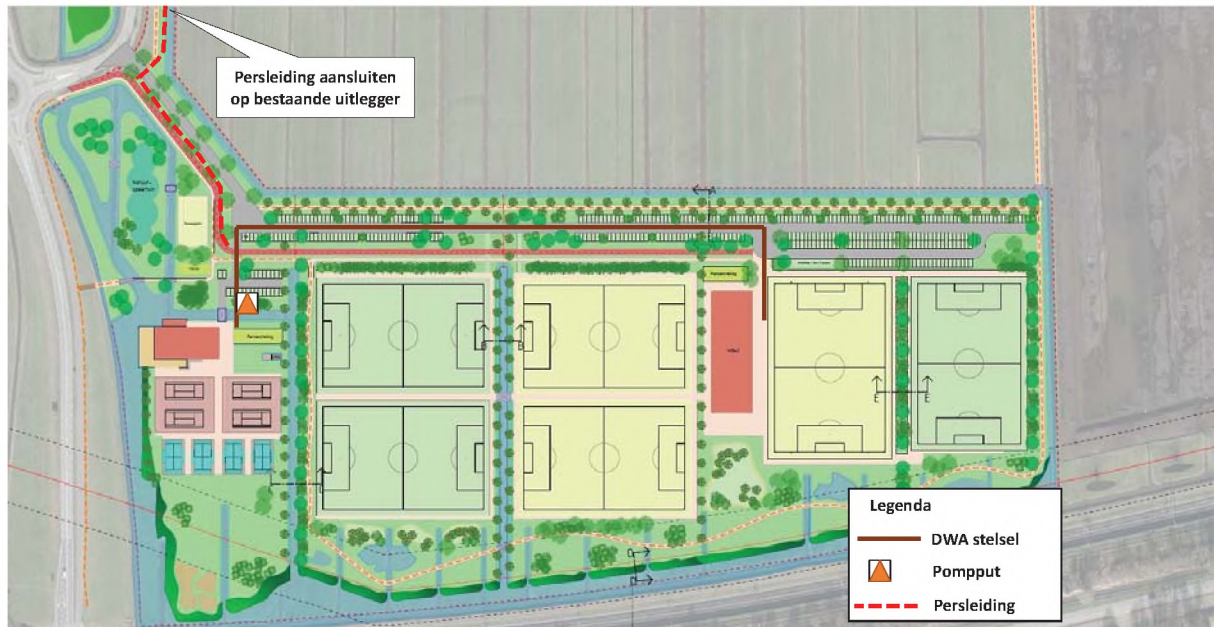 Persleiding aansluiten
op bestaande uitlegger
A
B
B
E
E
D
D
Legenda
DWA stelsel
Pompput
Persleiding